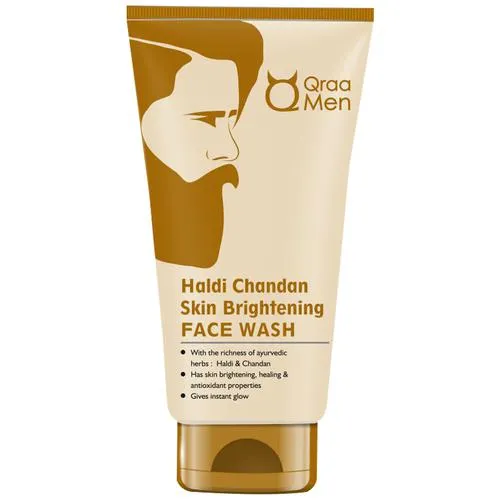 Qraa
Men
Haldi Chandan
Skin Brightening
FACE WASH
• With the richness of ayurvedic
herbs : Haldi & Chandan
• Has skin brightening, healing &
antioxidant properties
• Gives instant glow